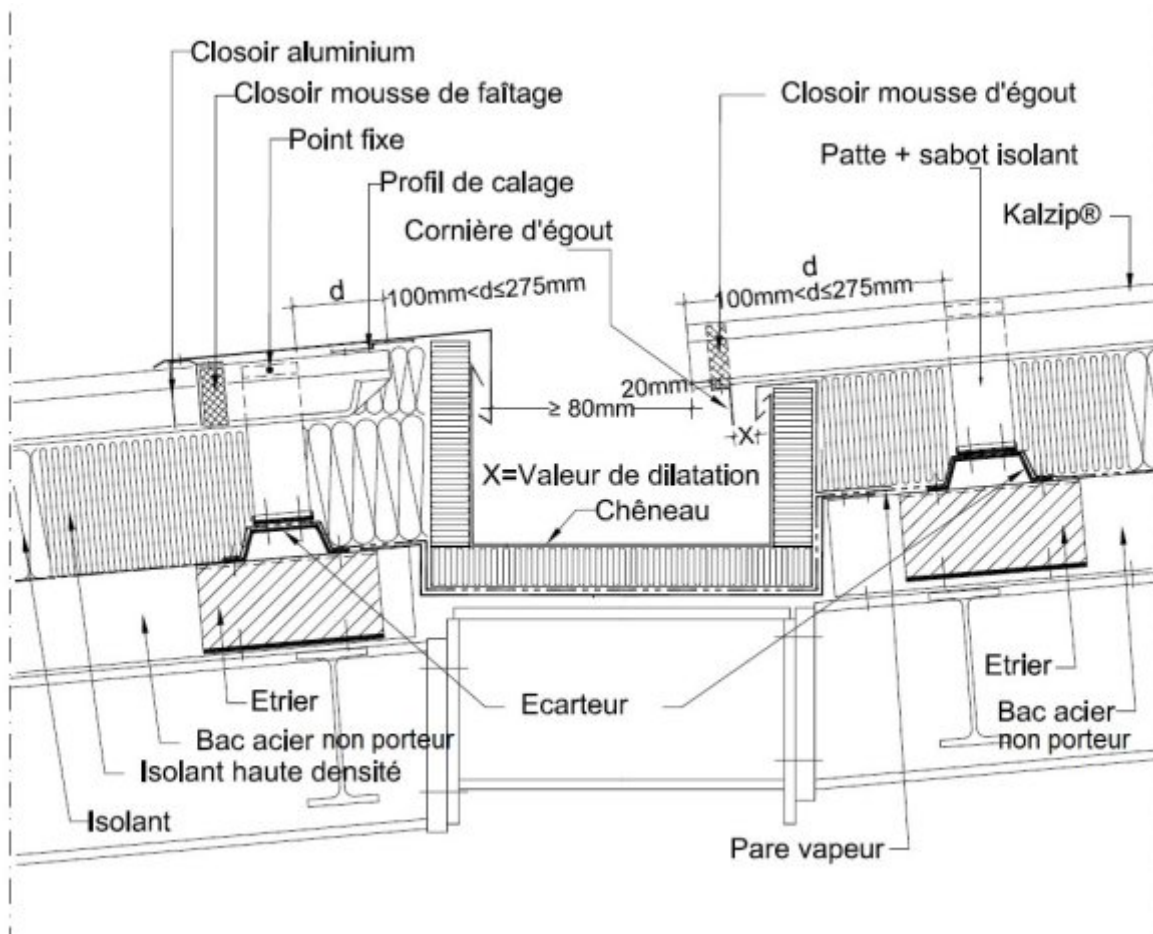 Closoir aluminium
Closoir mousse de faîtage
Point fixe
Profil de calage
Cornière d'égout
Closoir mousse d'égout
Patte + sabot isolant
Kalzip®
d
100mm<d≤275mm
d
100mm<d≤275mm
20mm
≥ 80mm
X
X=Valeur de dilatation
Chêneau
Etrier
Ecarteur
Etrier
Bac acier non porteur
Bac acier
non porteur
Isolant haute densité
Isolant
Pare vapeur